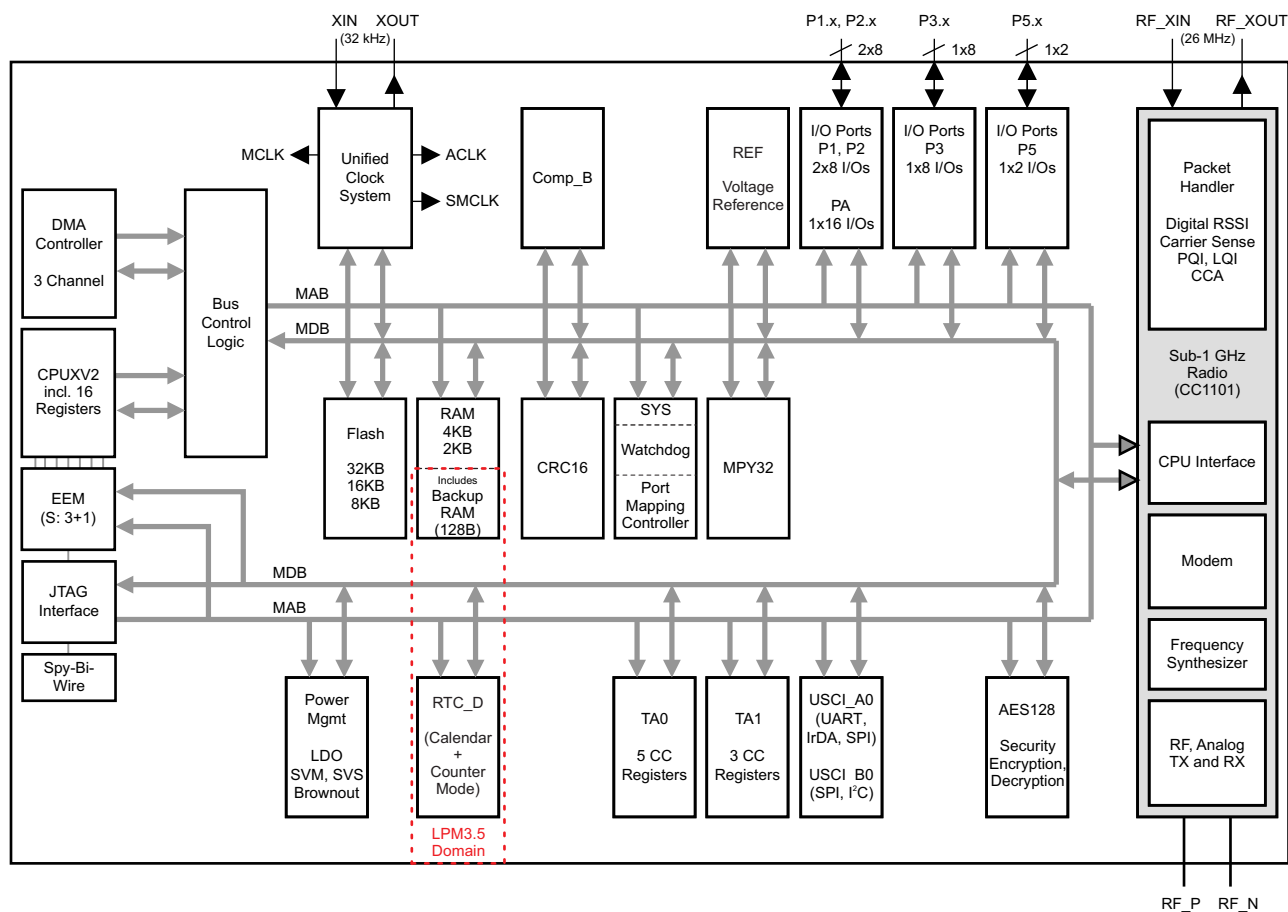 XIN XOUT
(32 kHz)
P1.x, P2.x
2x8
P3.x
1x8
P5.x
1x2
RF_XIN RF_XOUT
(26 MHz)
MCLK
Unified
Clock
System
ACLK
SMCLK
Comp_B
REF
Voltage
Reference
I/O Ports
P1, P2
2x8 I/Os
PA
1x16 I/Os
I/O Ports
P3
1x8 I/Os
I/O Ports
P5
1x2 I/Os
Packet
Handler
Digital RSSI
Carrier Sense
PQI, LQI
CCA
DMA
Controller
3 Channel
Bus
Control
Logic
MAB
MDB
CPUXV2
incl. 16
Registers
Sub-1 GHz
Radio
(CC1101)
Flash
32KB
16KB
8KB
RAM
4KB
2KB
Includes
Backup
RAM
(128B)
CRC16
SYS
Watchdog
Port
Mapping
Controller
MPY32
CPU Interface
EEM
(S: 3+1)
JTAG
Interface
Spy-Bi-
Wire
MDB
MAB
Modem
Frequency
Synthesizer
RF, Analog
TX and RX
Power
Mgmt
LDO
SVM, SVS
Brownout
RTC_D
(Calendar
+
Counter
Mode)
LPM3.5
Domain
TA0
5 CC
Registers
TA1
3 CC
Registers
USCI_A0
(UART,
IrDA, SPI)
USCI_B0
(SPI, I²C)
AES128
Security
Encryption,
Decryption
RF_P RF_N